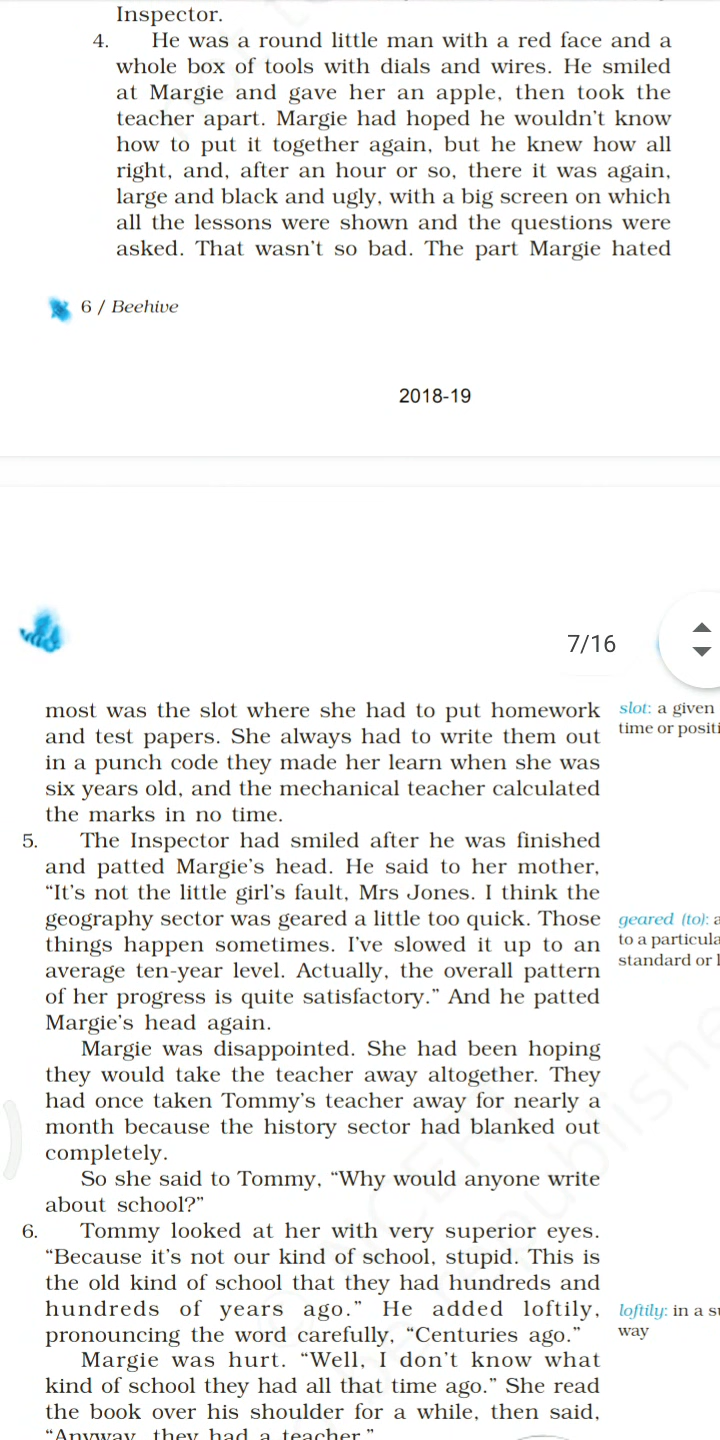 Inspector.
4. He was a round little man with a red face and a
whole box of tools with dials and wires. He smiled
at Margie and gave her an apple, then took the
teacher apart. Margie had hoped he wouldn't know
how to put it together again, but he knew how all
right, and, after an hour or so, there it was again,
large and black and ugly, with a big screen on which
all the lessons were shown and the questions were
asked. That wasn't so bad. The part Margie hated
6 / Beehive
2018-19
7/16
most was the slot where she had to put homework
and test papers. She always had to write them out
in a punch code they made her learn when she was
six years old, and the mechanical teacher calculated
the marks in no time.
slot: a given
time or positi
5. The Inspector had smiled after he was finished
and patted Margie's head. He said to her mother,
"It's not the little girl's fault, Mrs Jones. I think the
geography sector was geared a little too quick. Those
things happen sometimes. I've slowed it up to an
average ten-year level. Actually, the overall pattern
of her progress is quite satisfactory." And he patted
Margie's head again.
geared (to): a
to a particula
standard or l
Margie was disappointed. She had been hoping
they would take the teacher away altogether. They
had once taken Tommy's teacher away for nearly a
month because the history sector had blanked out
completely.
So she said to Tommy, "Why would anyone write
about school?"
6. Tommy looked at her with very superior eyes.
"Because it's not our kind of school, stupid. This is
the old kind of school that they had hundreds and
hundreds of years ago." He added loftily,
pronouncing the word carefully, "Centuries ago."
loftily: in a su
way
Margie was hurt. "Well, I don't know what
kind of school they had all that time ago." She read
the book over his shoulder for a while, then said,
"Anyway, they had a teacher."